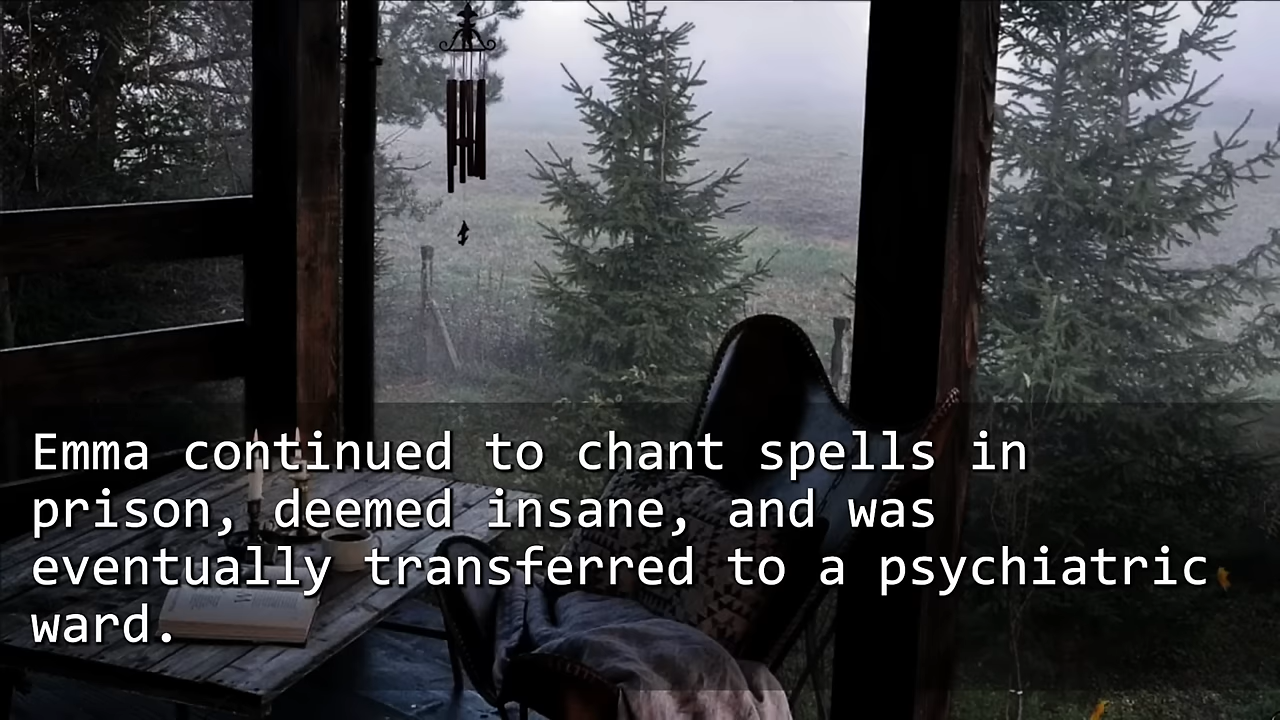 Emma continued to chant spells in
prison, deemed insane, and was
eventually transferred to a psychiatric
ward.